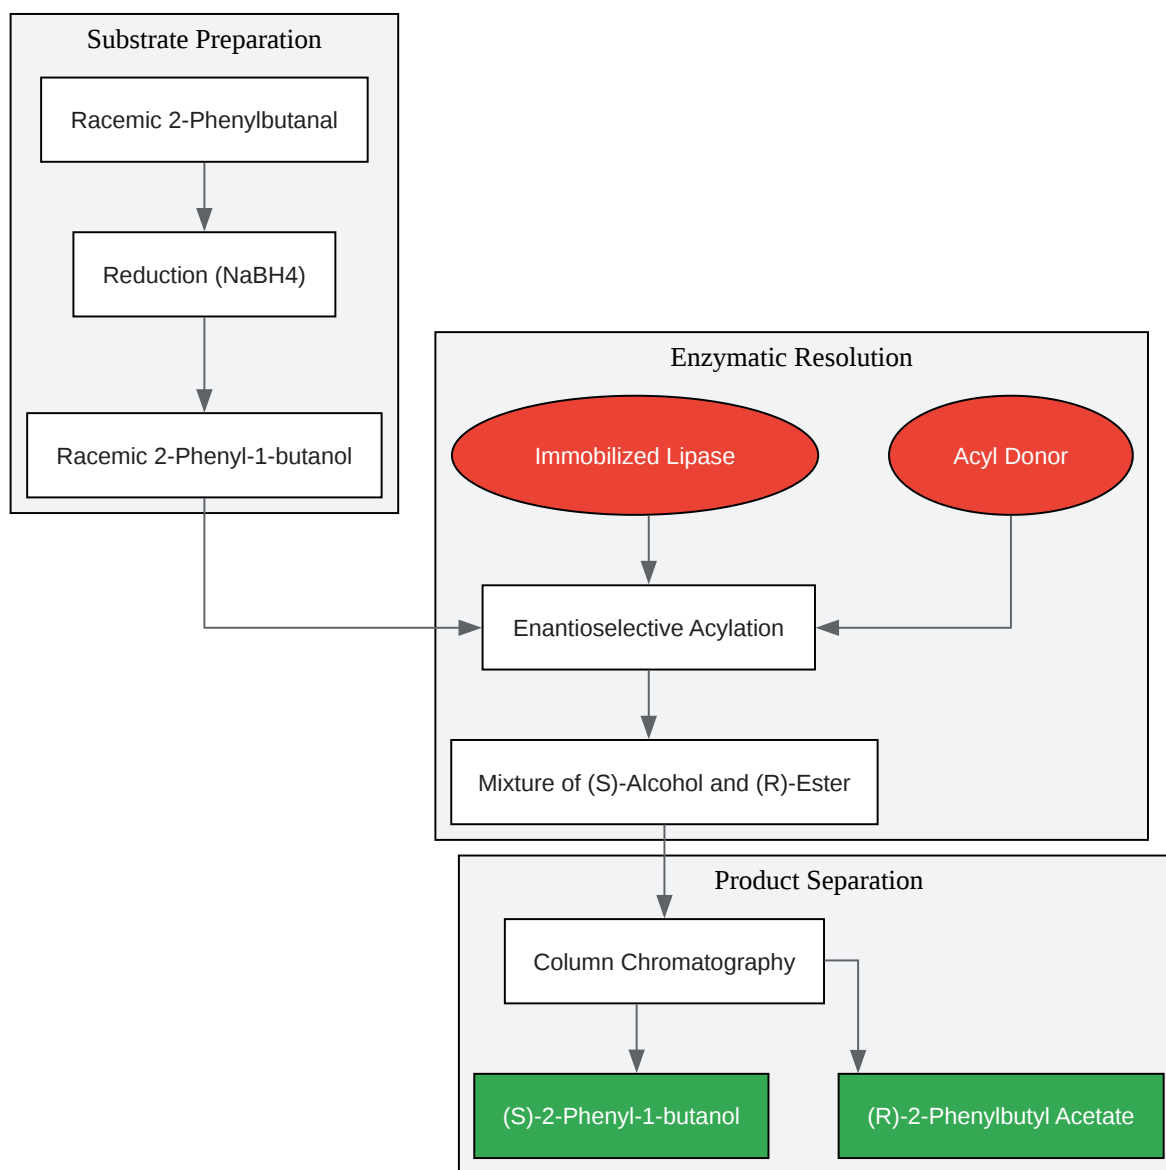 Substrate Preparation
Racemic 2-Phenylbutanal
Reduction (NaBH4)
Racemic 2-Phenyl-1-butanol
Enzymatic Resolution
Immobilized Lipase
Acyl Donor
Enantioselective Acylation
Mixture of (S)-Alcohol and (R)-Ester
Product Separation
Column Chromatography
(S)-2-Phenyl-1-butanol
(R)-2-Phenylbutyl Acetate